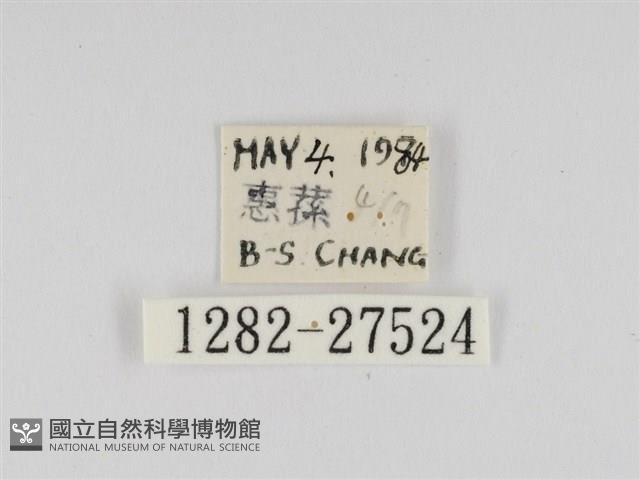 MAY 4. 1984
惠蓀
B-S. CHANG
1282-27524
國立自然科學博物館
NATIONAL MUSEUM OF NATURAL SCIENCE